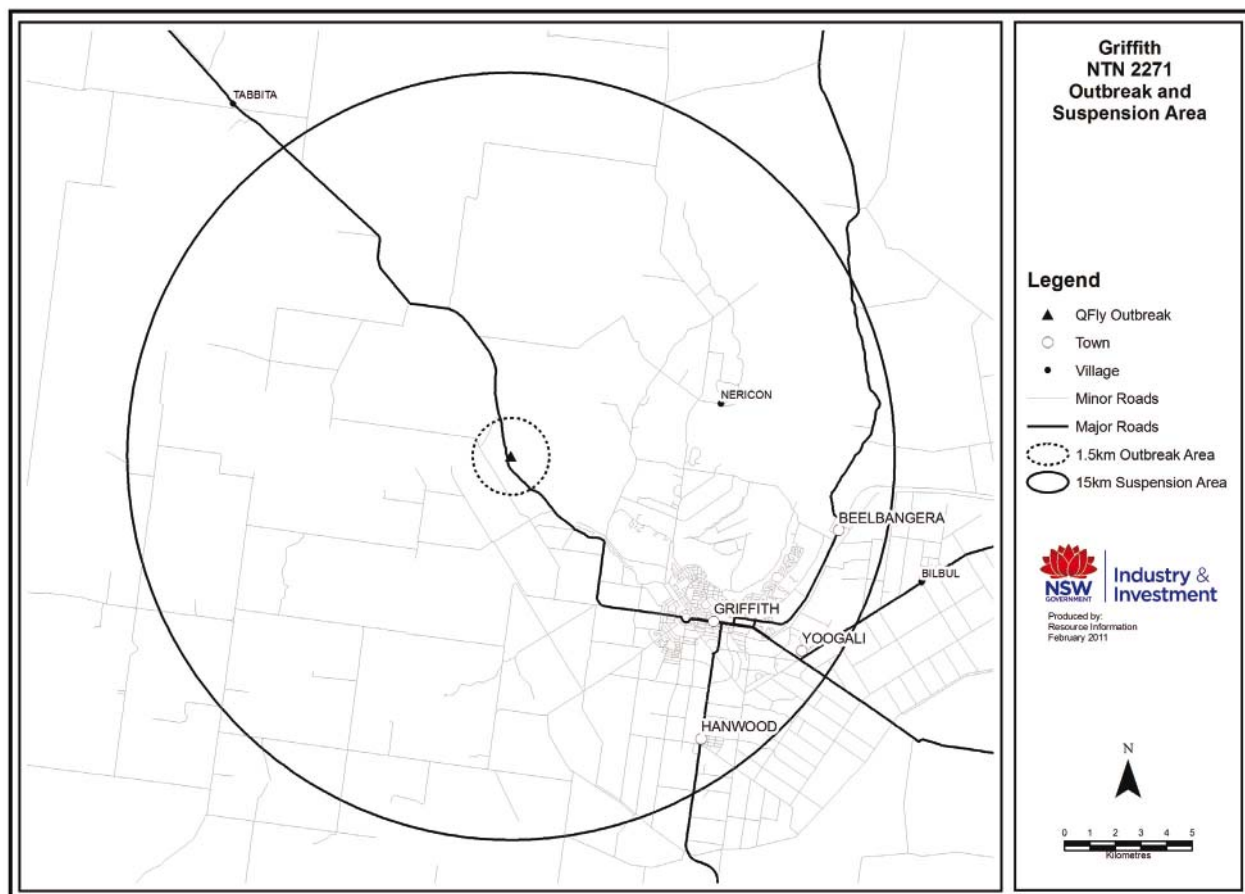 Griffith
NTN 2271
Outbreak and
Suspension Area
TABBITA
NERICON
BEELBANGERA
BILBUL
GRIFFITH
YOOGALI
HANWOOD
Legend
QFly Outbreak
Town
Village
Minor Roads
Major Roads
1.5km Outbreak Area
15km Suspension Area
NSW
GOVERNMENT
Industry &
Investment
Produced by:
Resource Information
February 2011
N
0 1 2 3 4 5
Kilometres